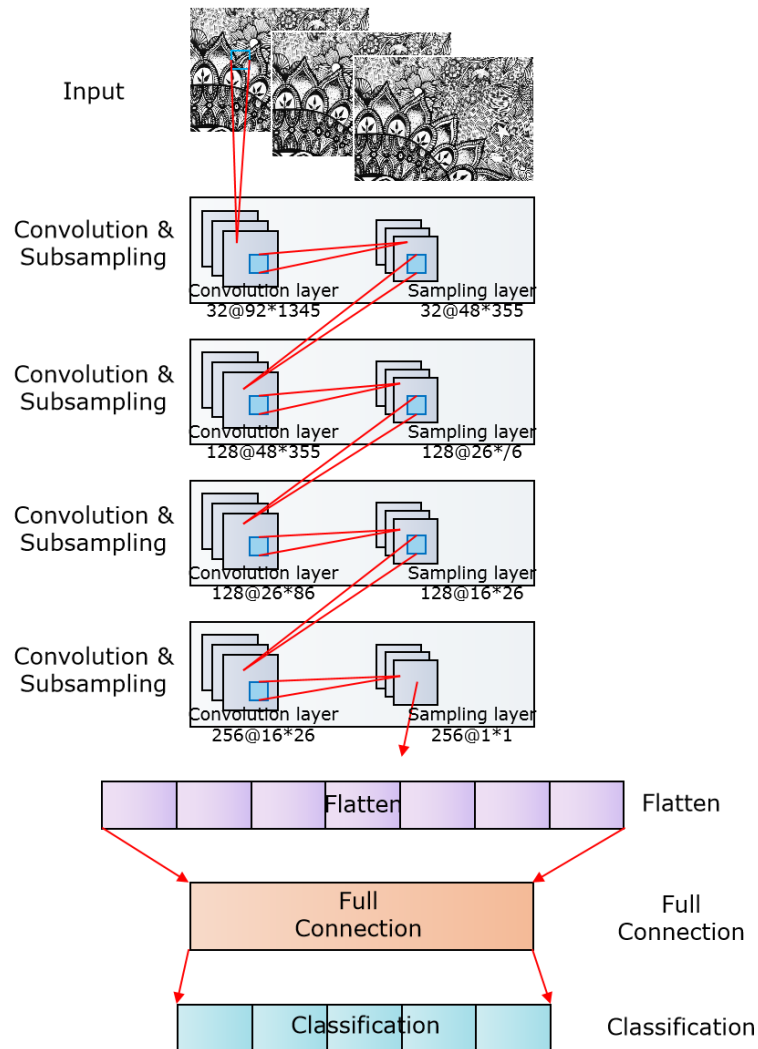 Input
Convolution &
Subsampling
Convolution layer
32@92*1345
Sampling layer
32@48*355
Convolution &
Subsampling
Convolution layer
128@48*355
Sampling layer
128@26*/6
Convolution &
Subsampling
Convolution layer
128@26*86
Sampling layer
128@16*26
Convolution &
Subsampling
Convolution layer
256@16*26
Sampling layer
256@1*1
Flatten
Flatten
Full
Connection
Full
Connection
Classification
Classification